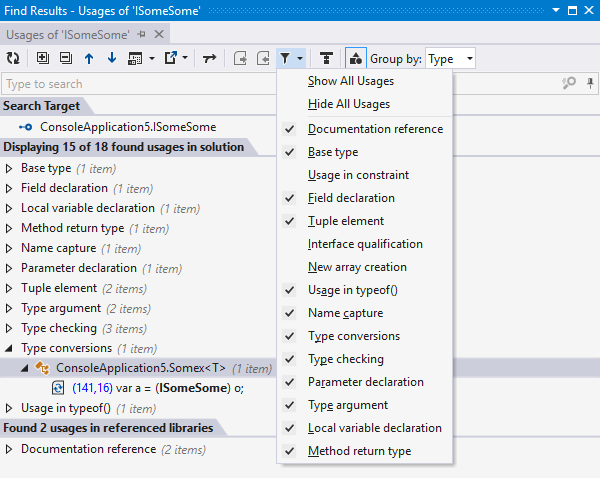 Find Results - Usages of 'ISomeSome'
Usages of 'ISomeSome'
Group by: Type
Type to search
Search Target
ConsoleApplication5.ISomeSome
Displaying 15 of 18 found usages in solution
Base type (1 item)
Field declaration (1 item)
Local variable declaration (1 item)
Method return type (1 item)
Name capture (1 item)
Parameter declaration (1 item)
Tuple element (2 items)
Type argument (2 items)
Type checking (3 items)
Type conversions (1 item)
ConsoleApplication5.Somex<T> (1 item)
(141,16) var a = (ISomeSome) o;
Usage in typeof() (1 item)
Found 2 usages in referenced libraries
Documentation reference (2 items)
Show All Usages
Hide All Usages
Documentation reference
Base type
Usage in constraint
Field declaration
Tuple element
Interface qualification
New array creation
Usage in typeof()
Name capture
Type conversions
Type checking
Parameter declaration
Type argument
Local variable declaration
Method return type